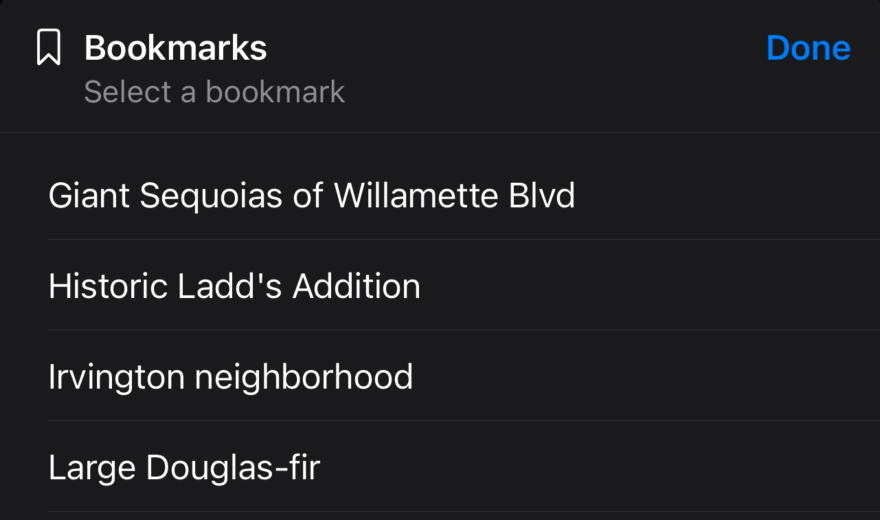 Bookmarks
Done
Select a bookmark
Giant Sequoias of Willamette Blvd
Historic Ladd's Addition
Irvington neighborhood
Large Douglas-fir